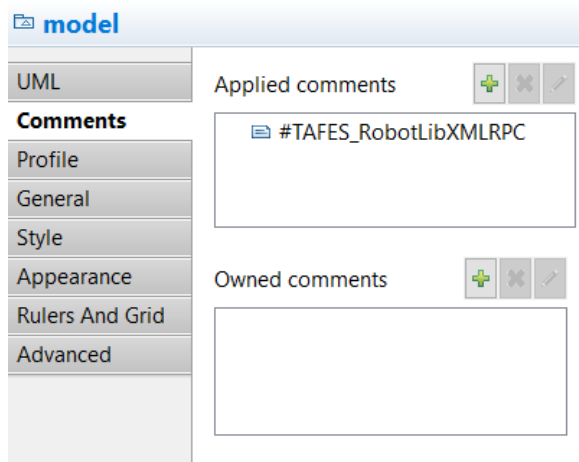 model
UML
Comments
Profile
General
Style
Appearance
Rulers And Grid
Advanced
Applied comments
#TAFES_RobotLibXMLRPC
Owned comments